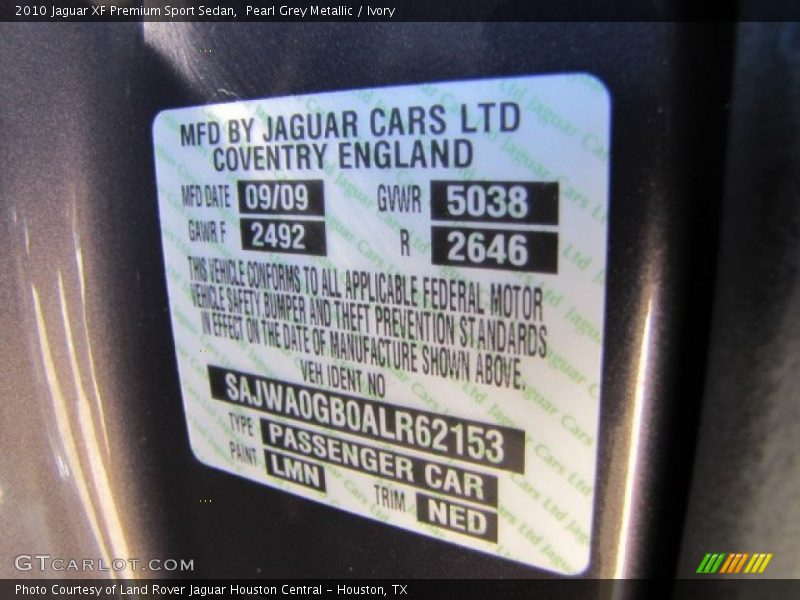 2010 Jaguar XF Premium Sport Sedan,  Pearl Grey Metallic / Ivory
MFD BY JAGUAR CARS LTD
COVENTRY ENGLAND
MFD DATE 09/09 GVWR 5038
GAWR F 2492 R 2646
THIS VEHICLE CONFORMS TO ALL APPLICABLE FEDERAL MOTOR
VEHICLE SAFETY BUMPER AND THEFT PREVENTION STANDARDS
IN EFFECT ON THE DATE OF MANUFACTURE SHOWN ABOVE.
VEH IDENT NO
SAJWA0GB0ALR62153
TYPE PASSENGER CAR
PAINT LMN TRIM NED
GTCARLOT.COM
Photo Courtesy of Land Rover Jaguar Houston Central - Houston, TX